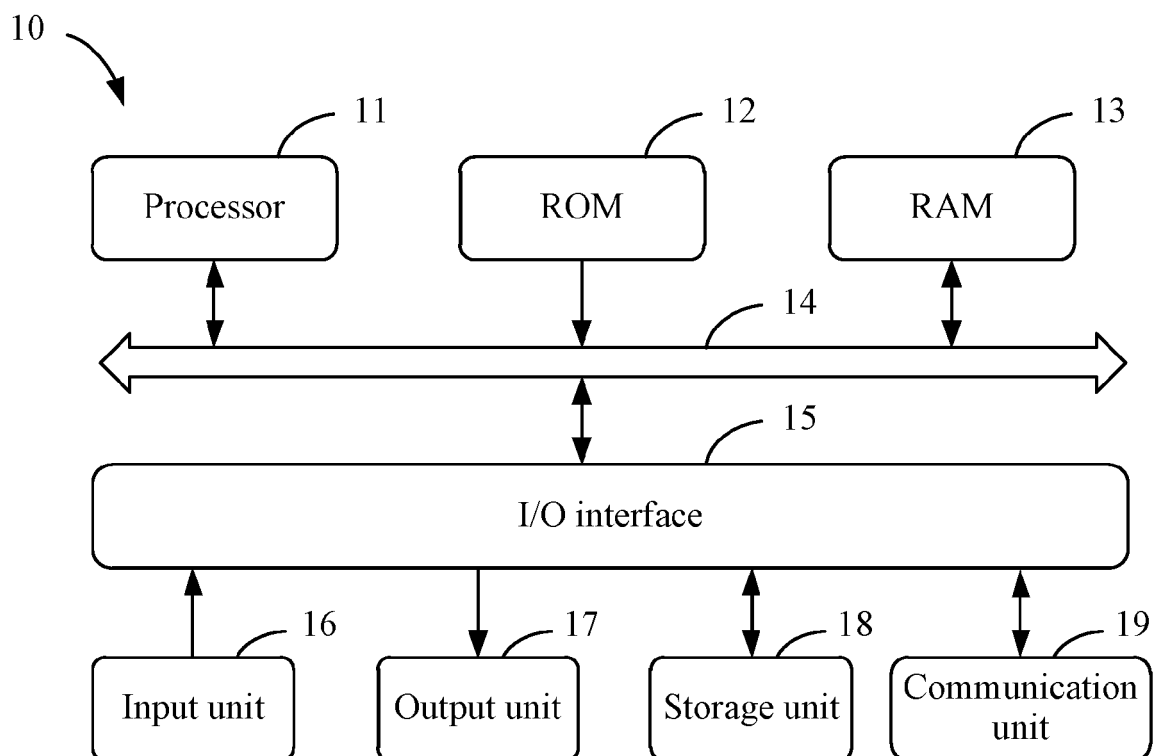 10
11
12
13
Processor
ROM
RAM
14
15
I/O interface
16
17
18
19
Input unit
Output unit
Storage unit
Communication
unit